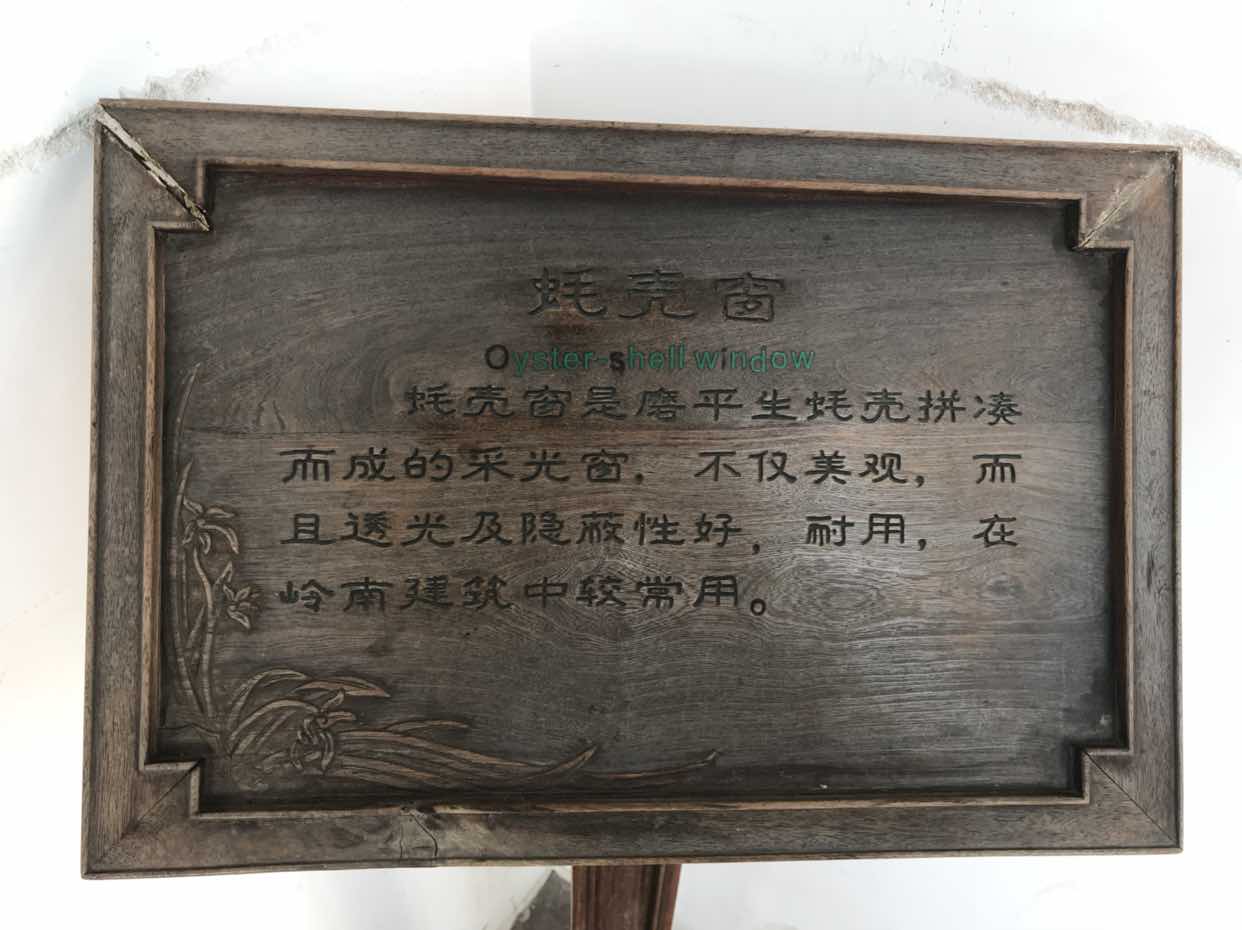 蚝壳窗
Oyster-shell window
蚝壳窗是磨平生蚝壳拼凑
而成的采光窗，不仅美观，而
且透光及隐蔽性好，耐用，在
岭南建筑中较常用。